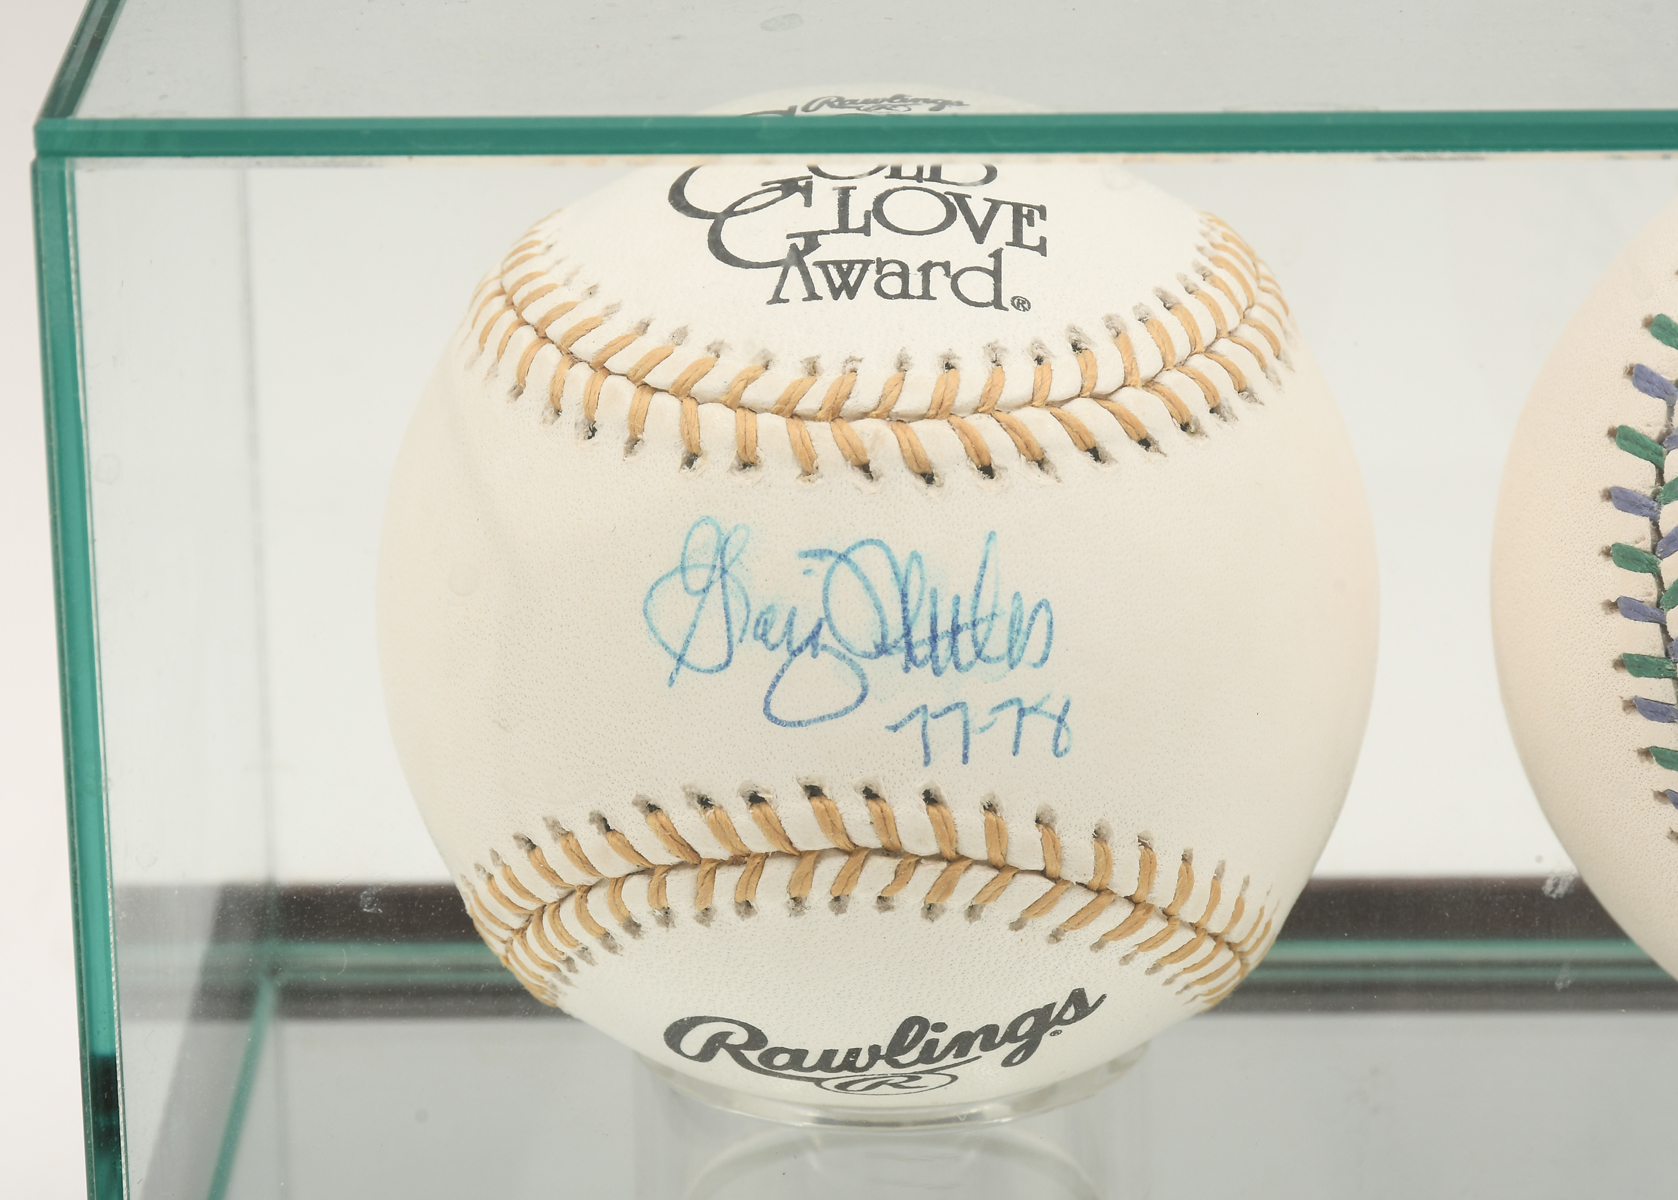 Rawlings
R
GOLD
GLOVE
Award®
Graig Nettles
77-78
Rawlings
R